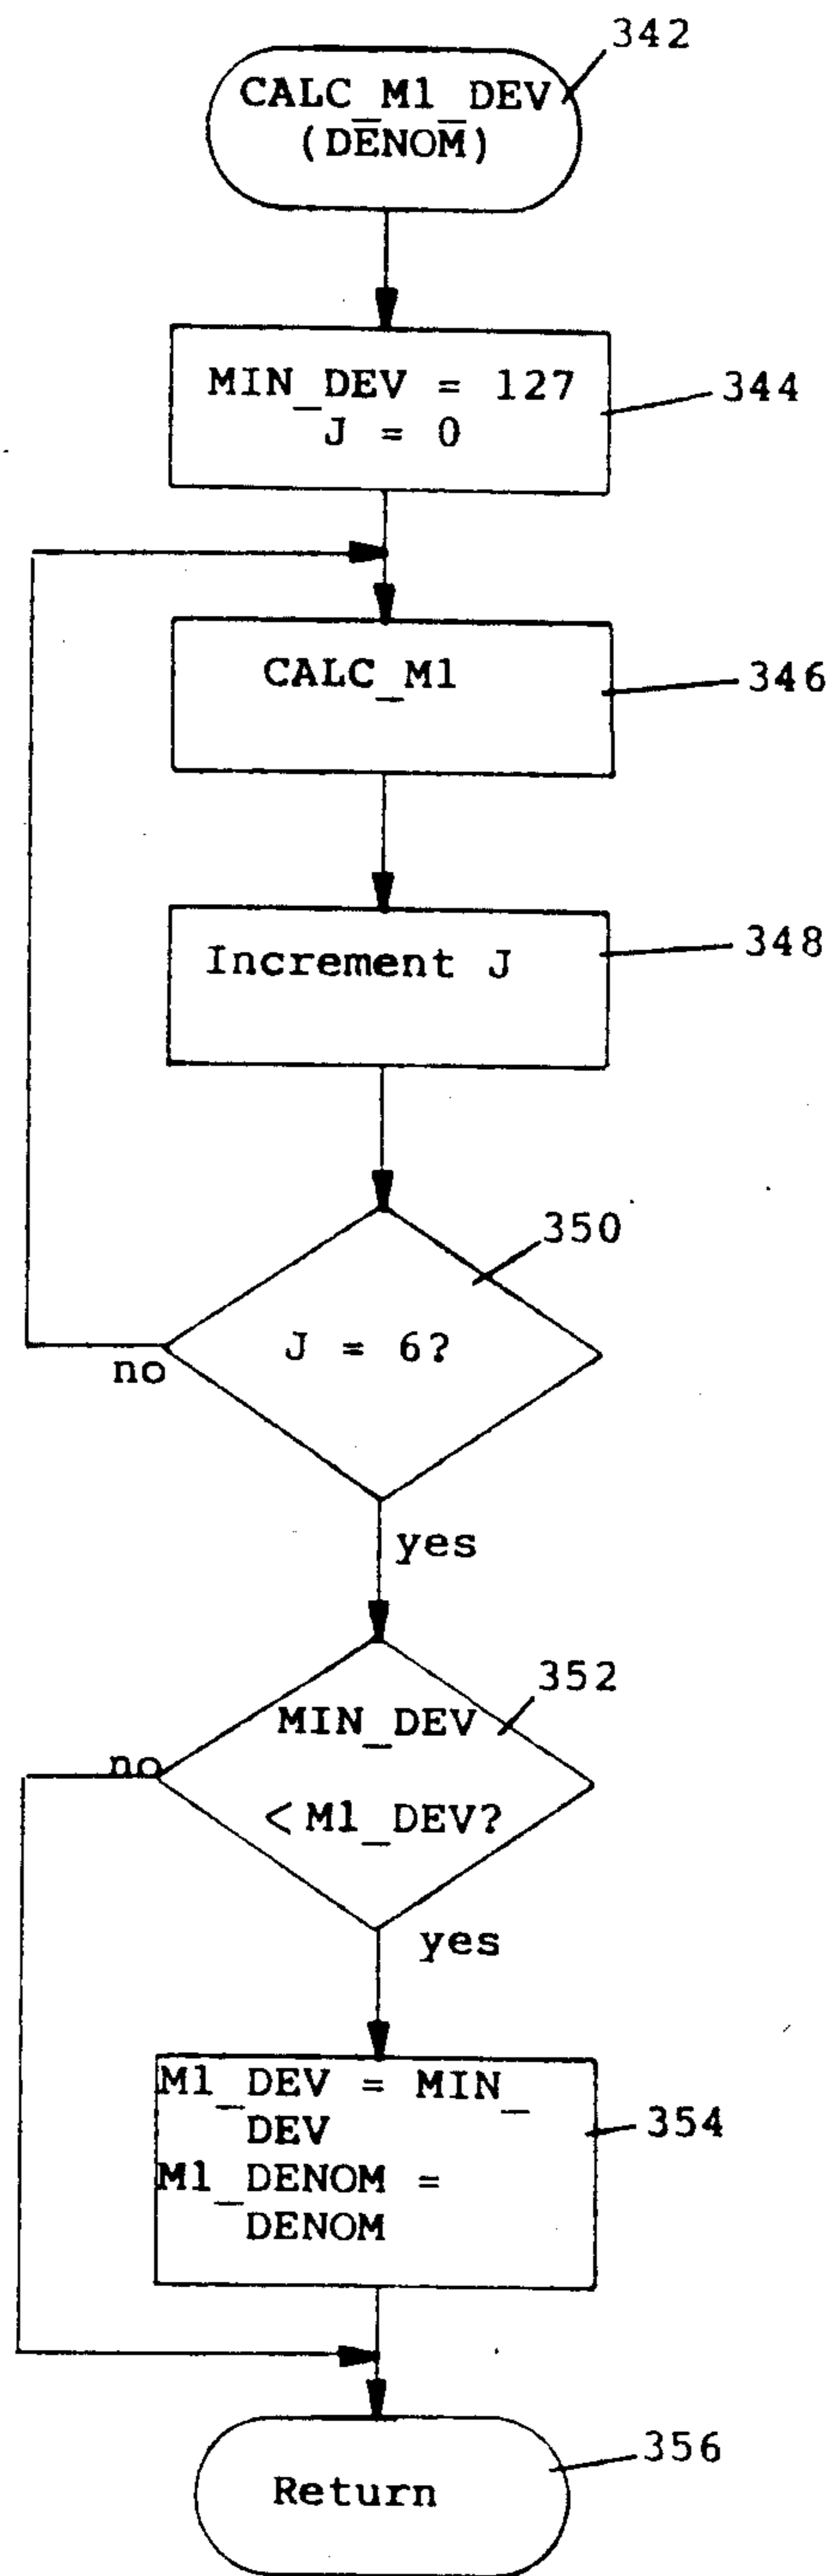 342
CALC_M1_DEV
(DENOM)
MIN_DEV = 127
J = 0
344
CALC_M1
346
Increment J
348
350
J = 6?
no
yes
352
MIN_DEV
no
< M1_DEV?
yes
M1_DEV = MIN_
DEV
M1_DENOM =
DENOM
354
Return
356